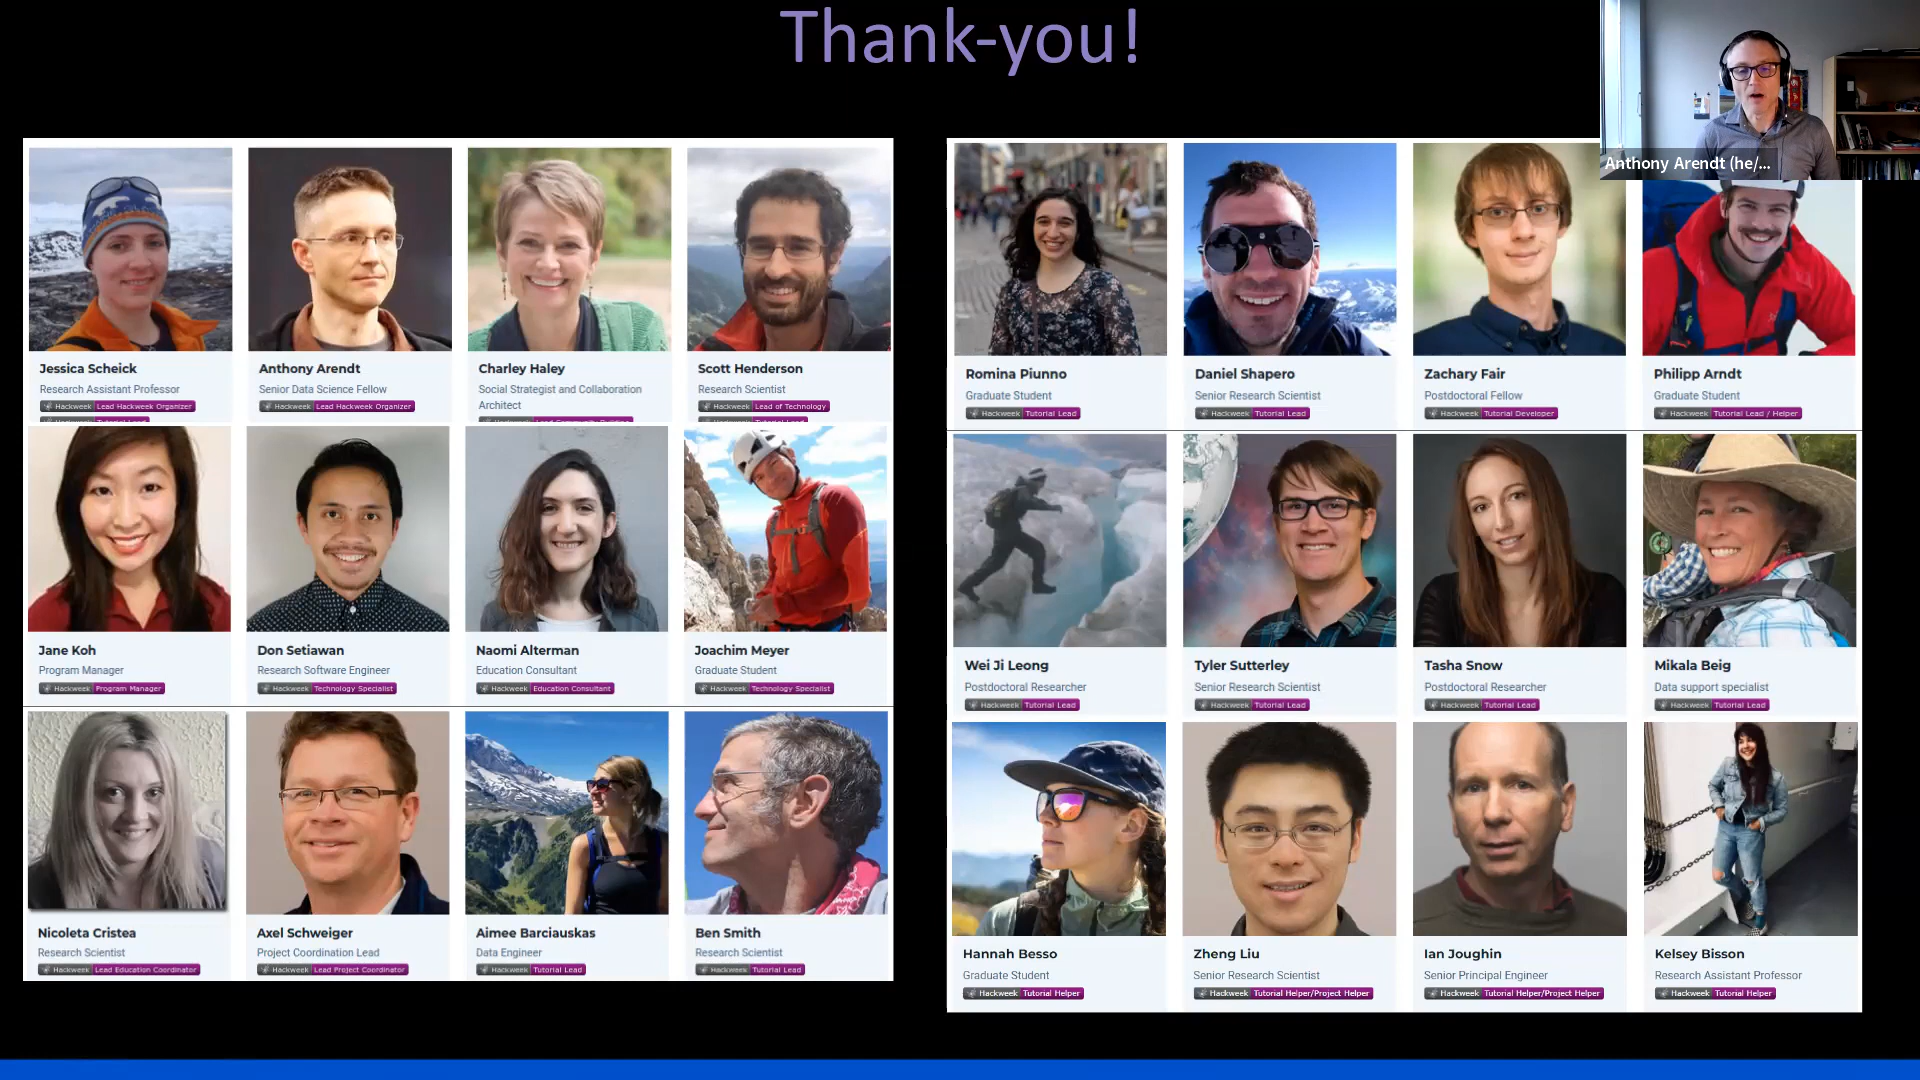 Thank-you!
Anthony Arendt (he/...
Jessica Scheick
Research Assistant Professor
Hackweek Lead Hackweek Organizer
Anthony Arendt
Senior Data Science Fellow
Hackweek Lead Hackweek Organizer
Charley Haley
Social Strategist and Collaboration
Architect
Scott Henderson
Research Scientist
Hackweek Lead of Technology
Jane Koh
Program Manager
Hackweek Program Manager
Don Setiawan
Research Software Engineer
Hackweek Technology Specialist
Naomi Alterman
Education Consultant
Hackweek Education Consultant
Joachim Meyer
Graduate Student
Hackweek Technology Specialist
Nicoleta Cristea
Research Scientist
Hackweek Lead Education Coordinator
Axel Schweiger
Project Coordination Lead
Hackweek Lead Project Coordinator
Aimee Barciauskas
Data Engineer
Hackweek Tutorial Lead
Ben Smith
Research Scientist
Hackweek Tutorial Lead
Romina Piunno
Graduate Student
Hackweek Tutorial Lead
Daniel Shapero
Senior Research Scientist
Hackweek Tutorial Lead
Zachary Fair
Postdoctoral Fellow
Hackweek Tutorial Developer
Philipp Arndt
Graduate Student
Hackweek Tutorial Lead / Helper
Wei Ji Leong
Postdoctoral Researcher
Hackweek Tutorial Lead
Tyler Sutterley
Senior Research Scientist
Hackweek Tutorial Lead
Tasha Snow
Postdoctoral Researcher
Hackweek Tutorial Lead
Mikala Beig
Data support specialist
Hackweek Tutorial Lead
Hannah Besso
Graduate Student
Hackweek Tutorial Helper
Zheng Liu
Senior Research Scientist
Hackweek Tutorial Helper/Project Helper
Ian Joughin
Senior Principal Engineer
Hackweek Tutorial Helper/Project Helper
Kelsey Bisson
Research Assistant Professor
Hackweek Tutorial Helper